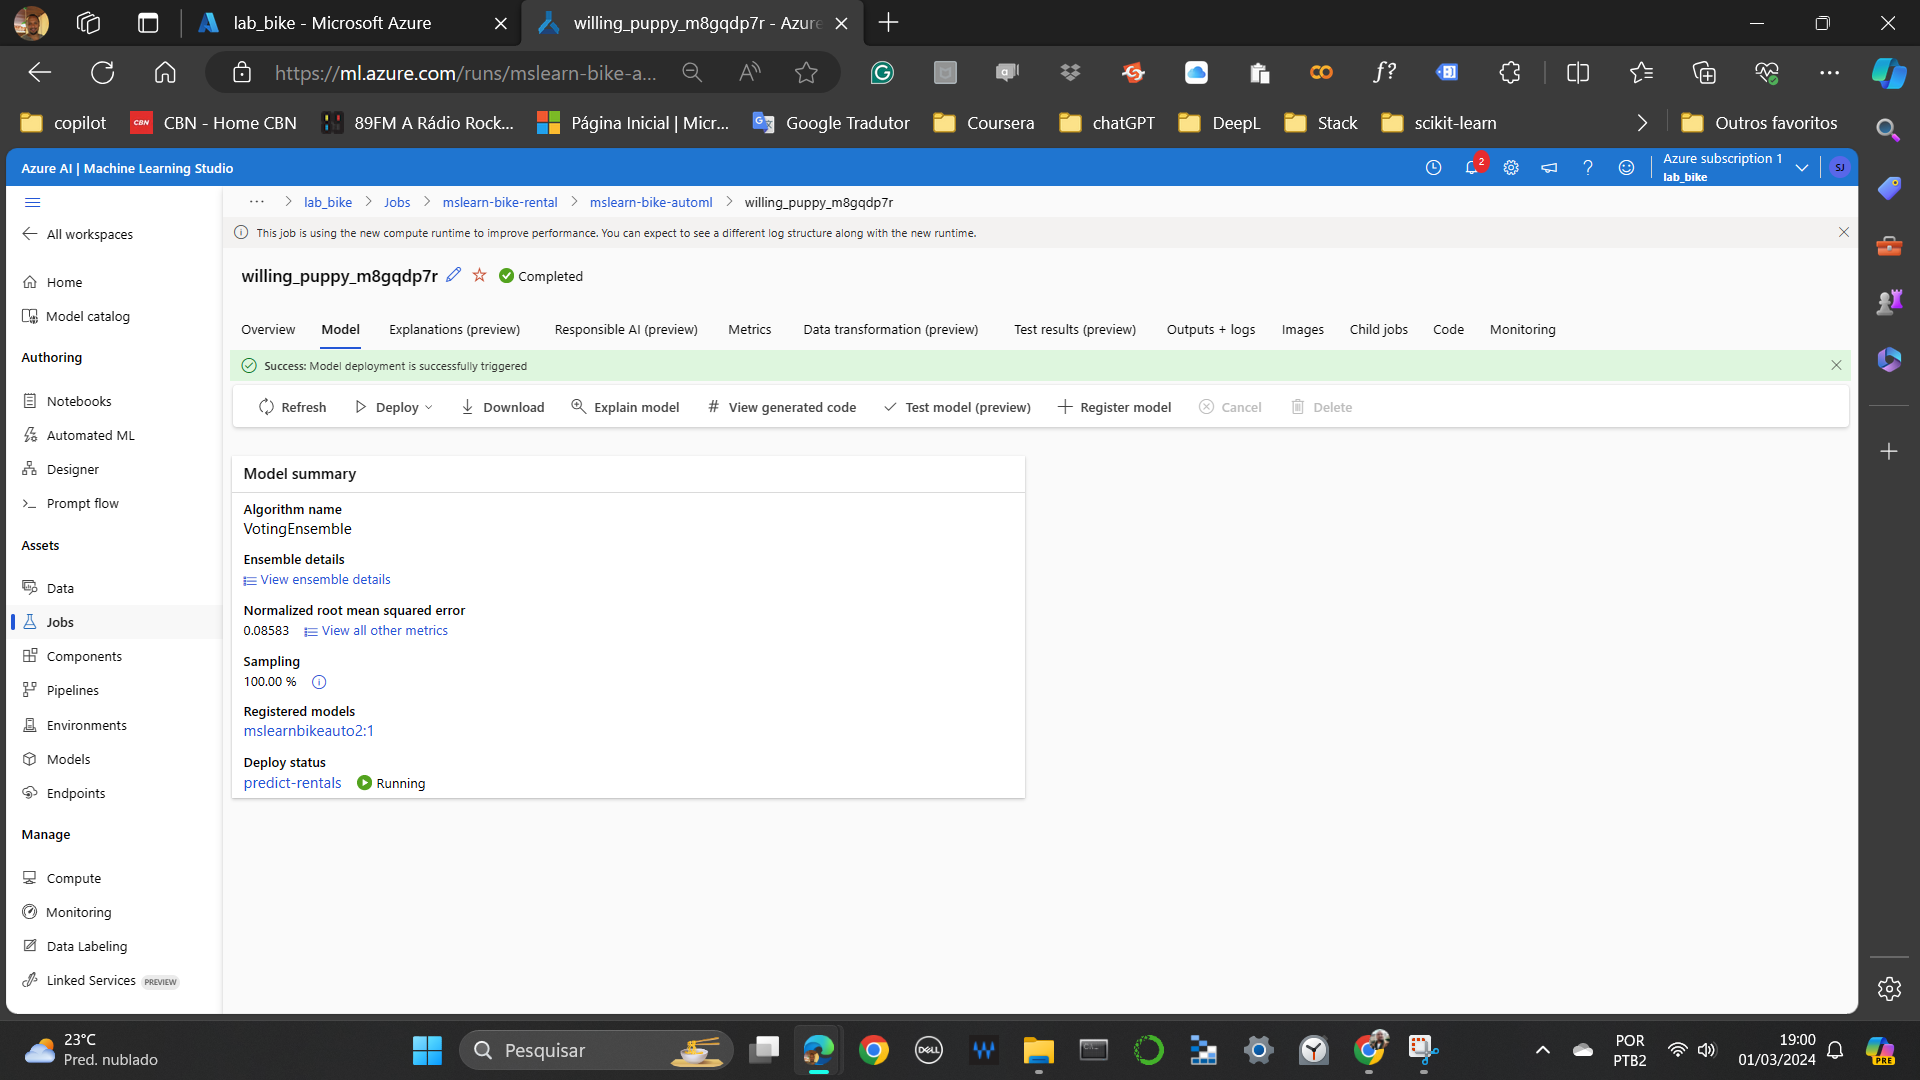 lab_bike - Microsoft Azure
willing_puppy_m8gqdp7r - Azure
https://ml.azure.com/runs/mslearn-bike-a...
copilot
CBN - Home CBN
89FM A Rádio Rock...
Página Inicial | Micr...
Google Tradutor
Coursera
chatGPT
DeepL
Stack
scikit-learn
Outros favoritos
Azure AI | Machine Learning Studio
2
Azure subscription 1
lab_bike
SJ
All workspaces
Home
Model catalog
Authoring
Notebooks
Automated ML
Designer
Prompt flow
Assets
Data
Jobs
Components
Pipelines
Environments
Models
Endpoints
Manage
Compute
Monitoring
Data Labeling
Linked Services PREVIEW
... > lab_bike > Jobs > mslearn-bike-rental > mslearn-bike-automl > willing_puppy_m8gqdp7r
This job is using the new compute runtime to improve performance. You can expect to see a different log structure along with the new runtime.
willing_puppy_m8gqdp7r Completed
Overview Model Explanations (preview) Responsible AI (preview) Metrics Data transformation (preview) Test results (preview) Outputs + logs Images Child jobs Code Monitoring
Success: Model deployment is successfully triggered
Refresh Deploy Download Explain model # View generated code Test model (preview) Register model Cancel Delete
Model summary
Algorithm name
VotingEnsemble
Ensemble details
View ensemble details
Normalized root mean squared error
0.08583 View all other metrics
Sampling
100.00 %
Registered models
mslearnbikeauto2:1
Deploy status
predict-rentals Running
23°C
Pred. nublado
Pesquisar
DELL
POR
PTB2
19:00
01/03/2024
PRE